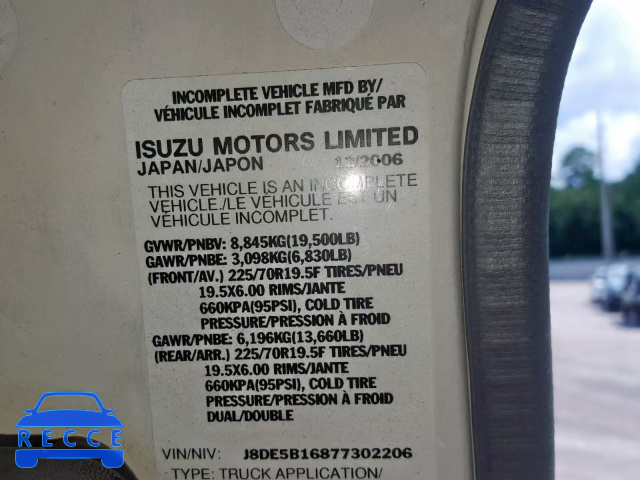 INCOMPLETE VEHICLE MFD BY/
VÉHICULE INCOMPLET FABRIQUÉ PAR
ISUZU MOTORS LIMITED
JAPAN/JAPON 12/2006
THIS VEHICLE IS AN INCOMPLETE
VEHICLE./LE VÉHICULE EST UN
VEHICULE INCOMPLET.
GVWR/PNBV: 8,845KG(19,500LB)
GAWR/PNBE: 3,098KG(6,830LB)
(FRONT/AV.) 225/70R19.5F TIRES/PNEU
19.5X6.00 RIMS/JANTE
660KPA(95PSI), COLD TIRE
PRESSURE/PRESSION À FROID
GAWR/PNBE: 6,196KG(13,660LB)
(REAR/ARR.) 225/70R19.5F TIRES/PNEU
19.5X6.00 RIMS/JANTE
660KPA(95PSI), COLD TIRE
PRESSURE/PRESSION À FROID
DUAL/DOUBLE
VIN/NIV: J8DE5B16877302206
TYPE: TRUCK APPLICATION/
RECCE